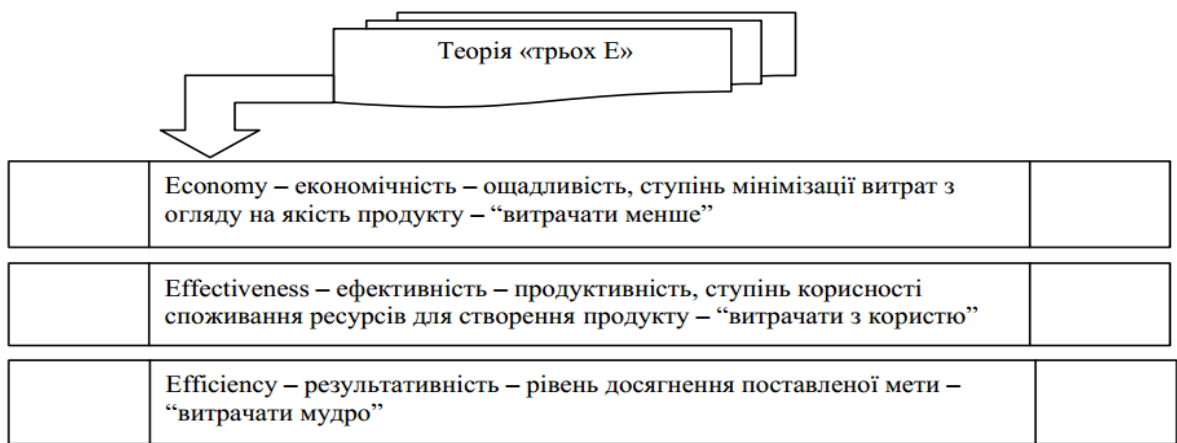 Теорія «трьох Е»
Economy – економічність – ощадливість, ступінь мінімізації витрат з
огляду на якість продукту – “витрачати менше”
Effectiveness – ефективність – продуктивність, ступінь корисності
споживання ресурсів для створення продукту – “витрачати з користю”
Efficiency – результативність – рівень досягнення поставленої мети –
“витрачати мудро”